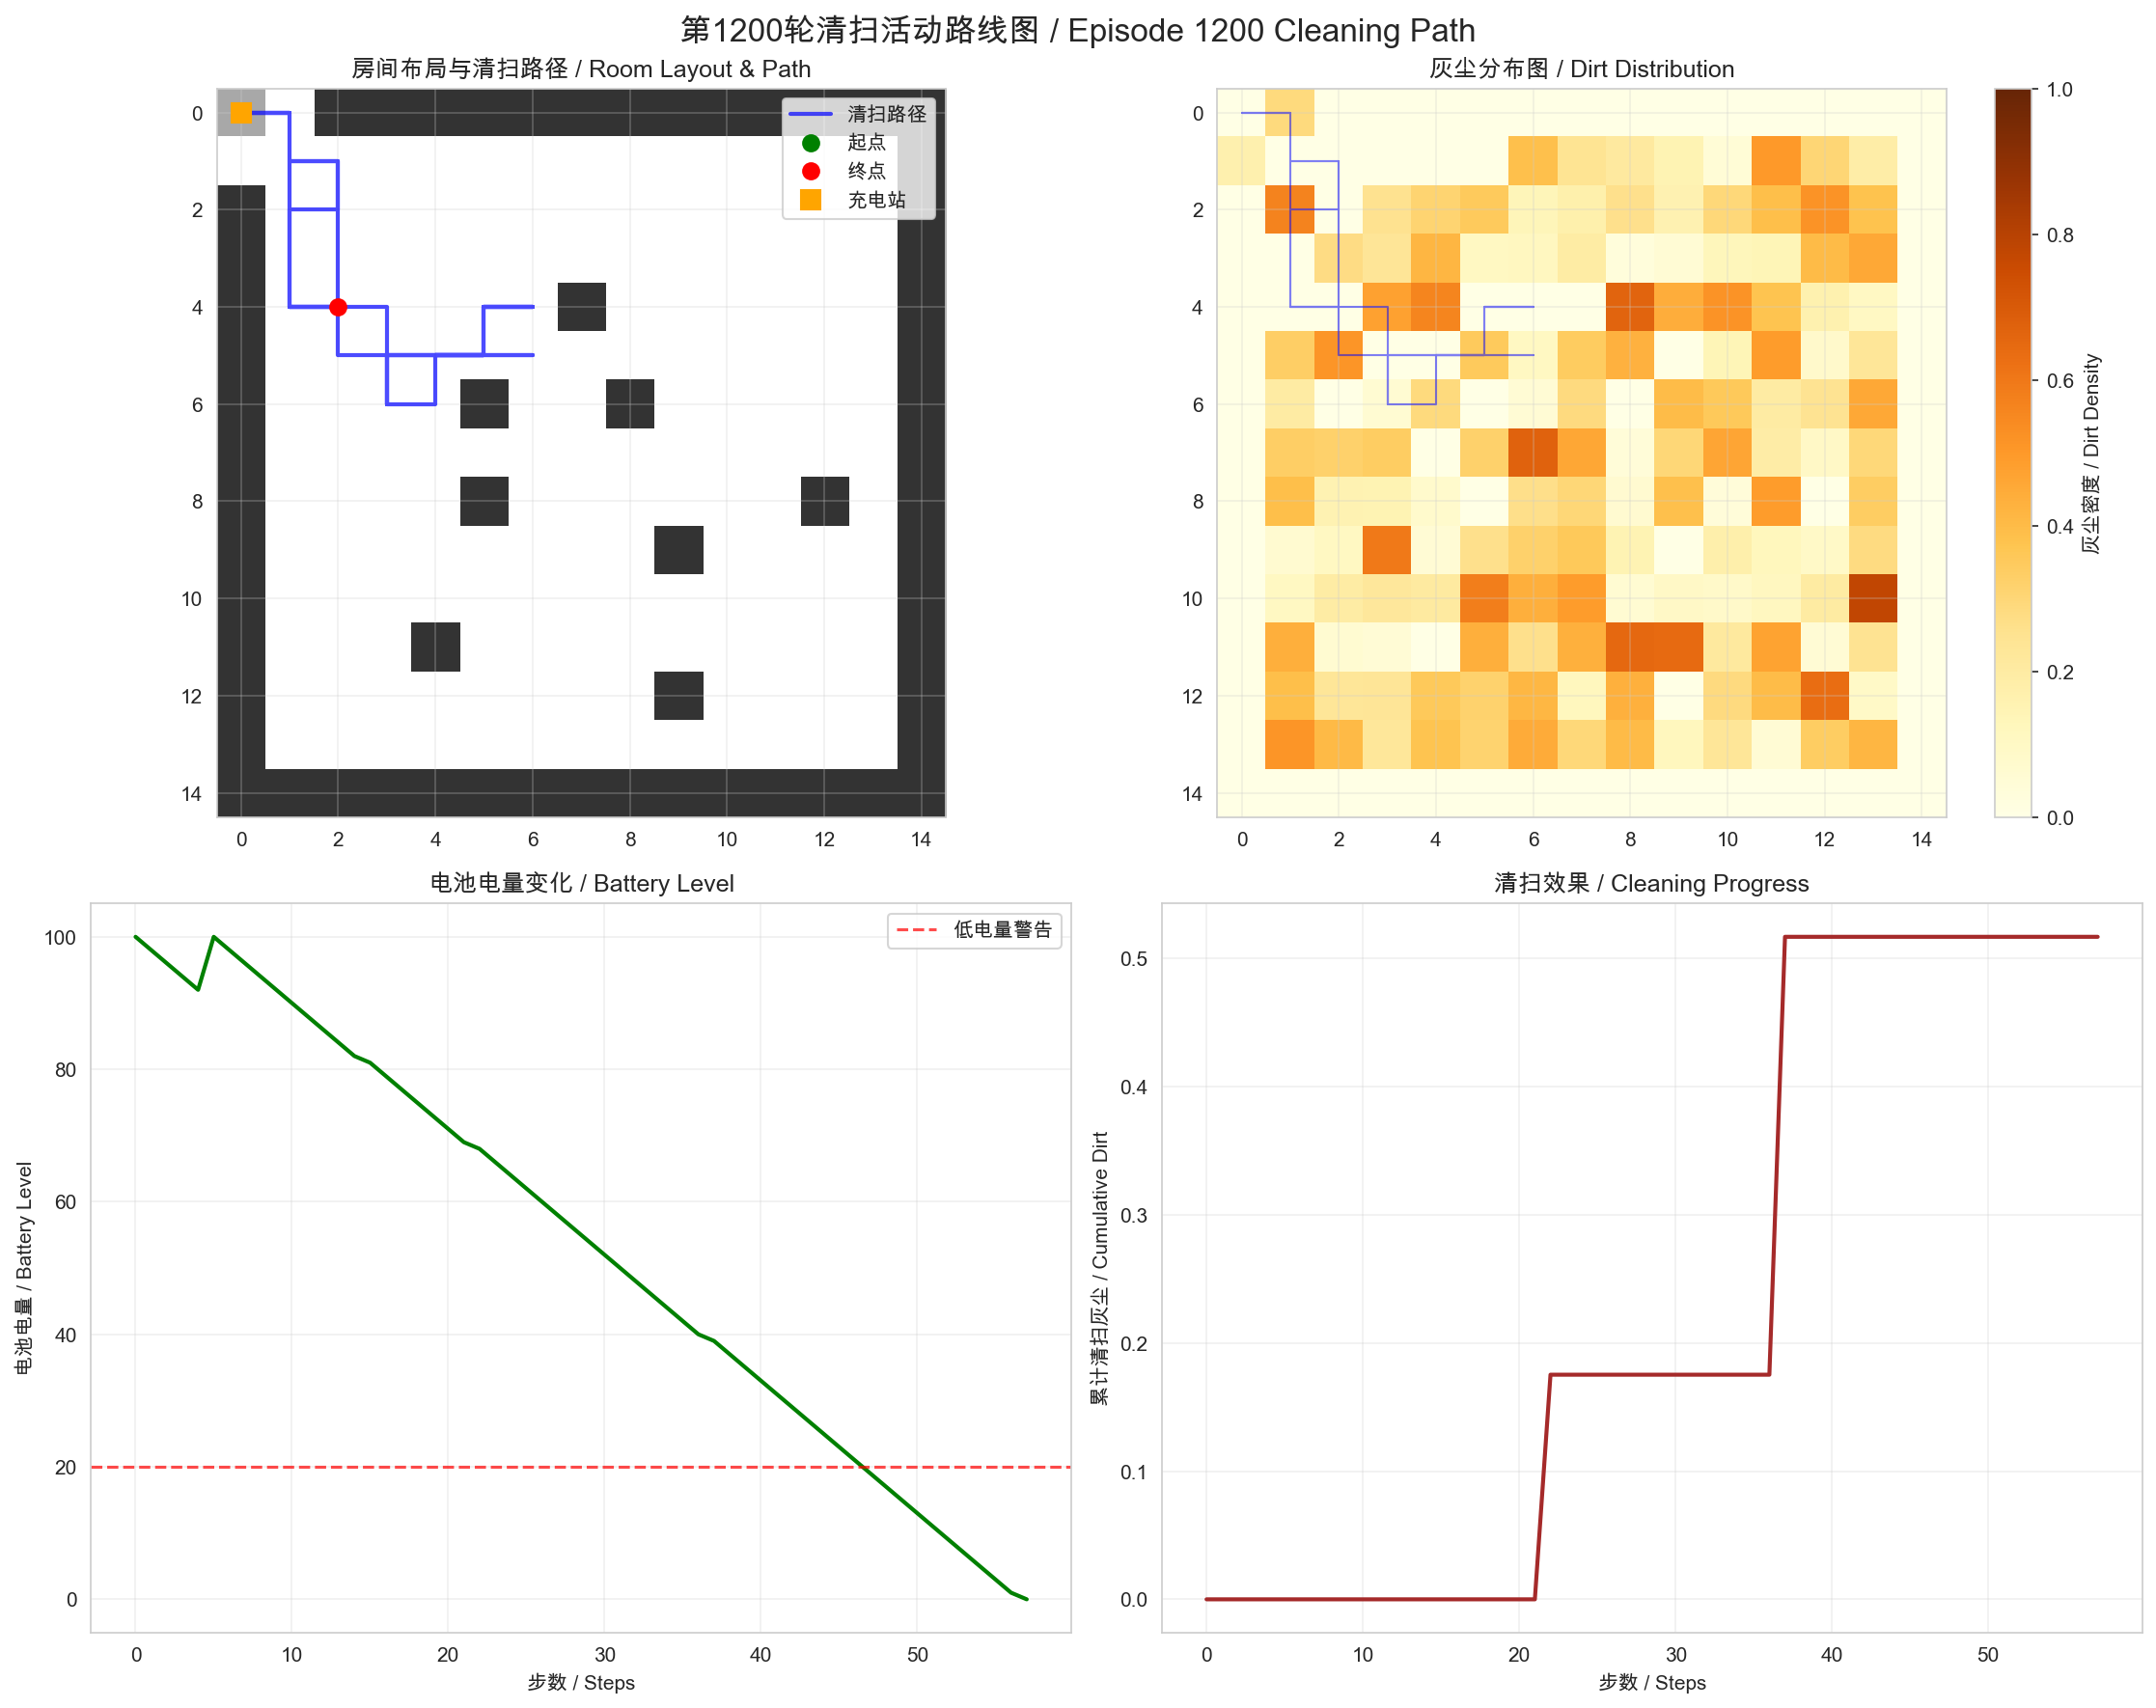 第1200轮清扫活动路线图 / Episode 1200 Cleaning Path
房间布局与清扫路径 / Room Layout & Path
清扫路径
起点
终点
充电站
0
2
4
6
8
10
12
14
0 2 4 6 8 10 12 14
灰尘分布图 / Dirt Distribution
0
2
4
6
8
10
12
14
0 2 4 6 8 10 12 14
1.0
0.8
0.6
0.4
0.2
0.0
灰尘密度 / Dirt Density
电池电量变化 / Battery Level
低电量警告
100
80
60
40
20
0
电池电量 / Battery Level
0 10 20 30 40 50
步数 / Steps
清扫效果 / Cleaning Progress
0.5
0.4
0.3
0.2
0.1
0.0
累计清扫灰尘 / Cumulative Dirt
0 10 20 30 40 50
步数 / Steps